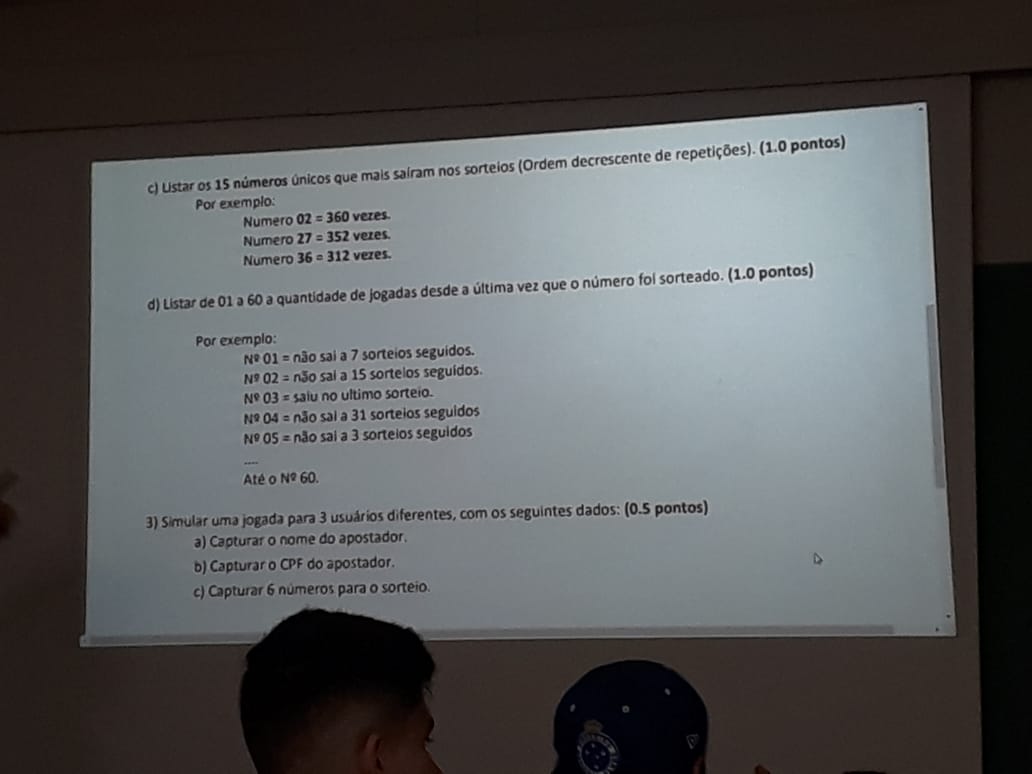 c) Listar os 15 números únicos que mais saíram nos sorteios (Ordem decrescente de repetições). (1.0 pontos)
Por exemplo:
Numero 02 = 360 vezes.
Numero 27 = 352 vezes.
Numero 36 = 312 vezes.
d) Listar de 01 a 60 a quantidade de jogadas desde a última vez que o número foi sorteado. (1.0 pontos)
Por exemplo:
Nº 01 = não sai a 7 sorteios seguidos.
Nº 02 = não sai a 15 sorteios seguidos.
Nº 03 = saiu no ultimo sorteio.
Nº 04 = não sai a 31 sorteios seguidos
Nº 05 = não sai a 3 sorteios seguidos
....
Até o Nº 60.
3) Simular uma jogada para 3 usuários diferentes, com os seguintes dados: (0.5 pontos)
a) Capturar o nome do apostador.
b) Capturar o CPF do apostador.
c) Capturar 6 números para o sorteio.